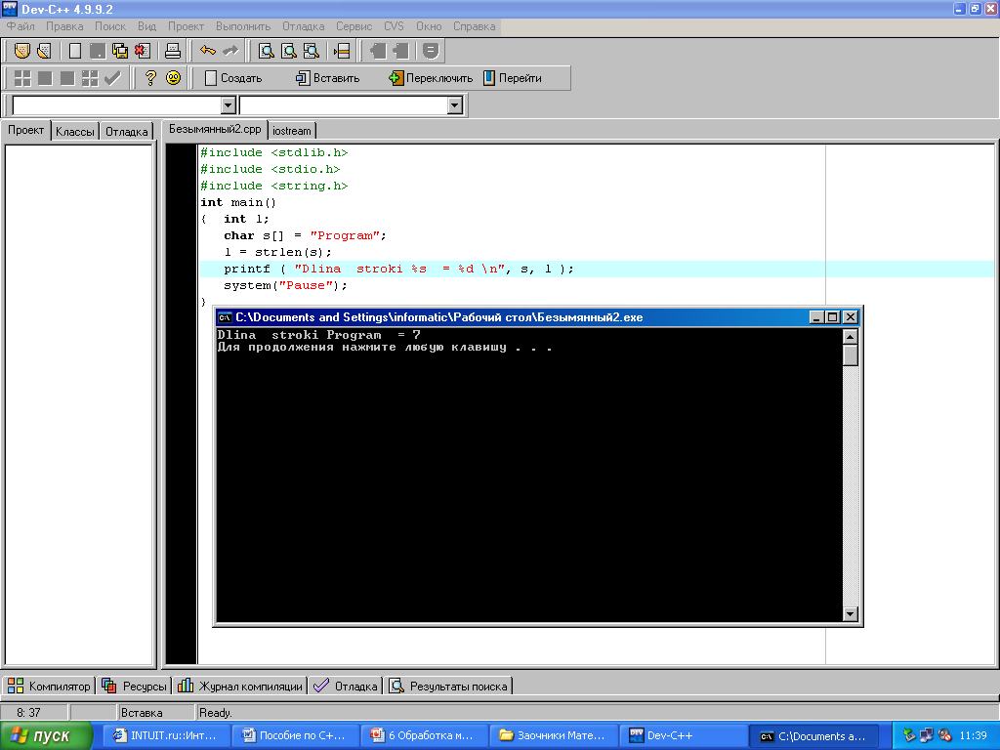 Dev-C++ 4.9.9.2
Файл Правка Поиск Вид Проект Выполнить Отладка Сервис CVS Окно Справка
Создать Вставить Переключить Перейти
Проект Классы Отладка Безымянный2.cpp iostream
#include <stdlib.h>
#include <stdio.h>
#include <string.h>
int main()
{  int l;
char s[] = "Program";
l = strlen(s);
printf ( "Dlina  stroki %s  = %d \n", s, l );
system("Pause");
}
C:\Documents and Settings\informatic\Рабочий стол\Безымянный2.exe
Dlina  stroki Program  = 7
Для продолжения нажмите любую клавишу . . .
Компилятор Ресурсы Журнал компиляции Отладка Результаты поиска
8: 37 Вставка Ready.
пуск INTUIT.ru::Инт... Пособие по C+... 6 Обработка м... Заочники Мате... Dev-C++ C:\Documents a... 11:39